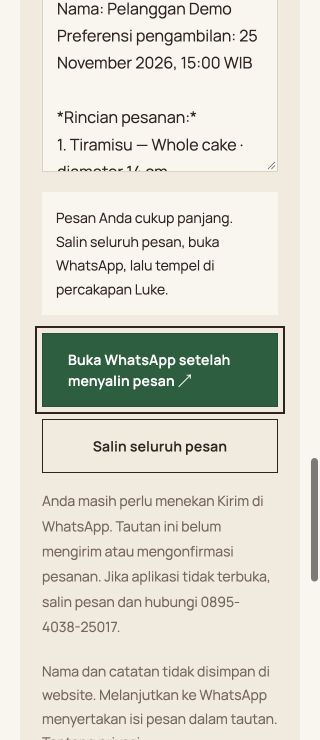 Nama: Pelanggan Demo
Preferensi pengambilan: 25
November 2026, 15:00 WIB
*Rincian pesanan:*
1. Tiramisu — Whole cake ·
diameter 14 cm
Pesan Anda cukup panjang.
Salin seluruh pesan, buka
WhatsApp, lalu tempel di
percakapan Luke.
Buka WhatsApp setelah
menyalin pesan ↗
Salin seluruh pesan
Anda masih perlu menekan Kirim di
WhatsApp. Tautan ini belum
mengirim atau mengonfirmasi
pesanan. Jika aplikasi tidak terbuka,
salin pesan dan hubungi 0895-
4038-25017.
Nama dan catatan tidak disimpan di
website. Melanjutkan ke WhatsApp
menyertakan isi pesan dalam tautan.